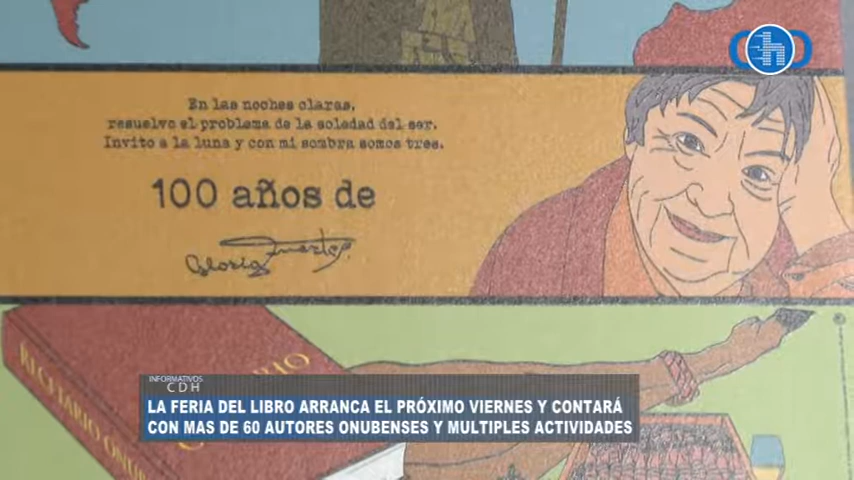 En las noches claras,
resuelvo el problema de la soledad del ser.
Invito a la luna y con mi sombra somos tres.
100 años de
Gloria Fuertes
RECETARIO ONU
INFORMATIVOS
CDH
LA FERIA DEL LIBRO ARRANCA EL PRÓXIMO VIERNES Y CONTARÁ
CON MAS DE 60 AUTORES ONUBENSES Y MULTIPLES ACTIVIDADES